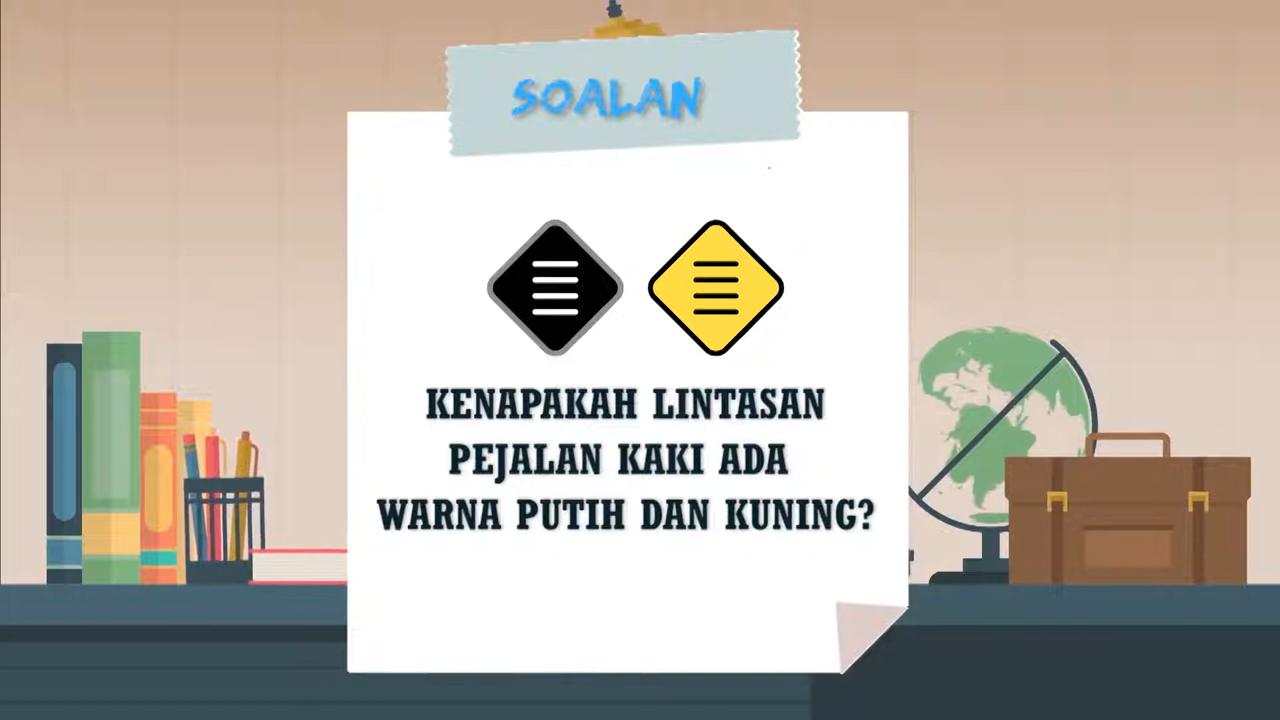 SOALAN
KENAPAKAH LINTASAN
PEJALAN KAKI ADA
WARNA PUTIH DAN KUNING?